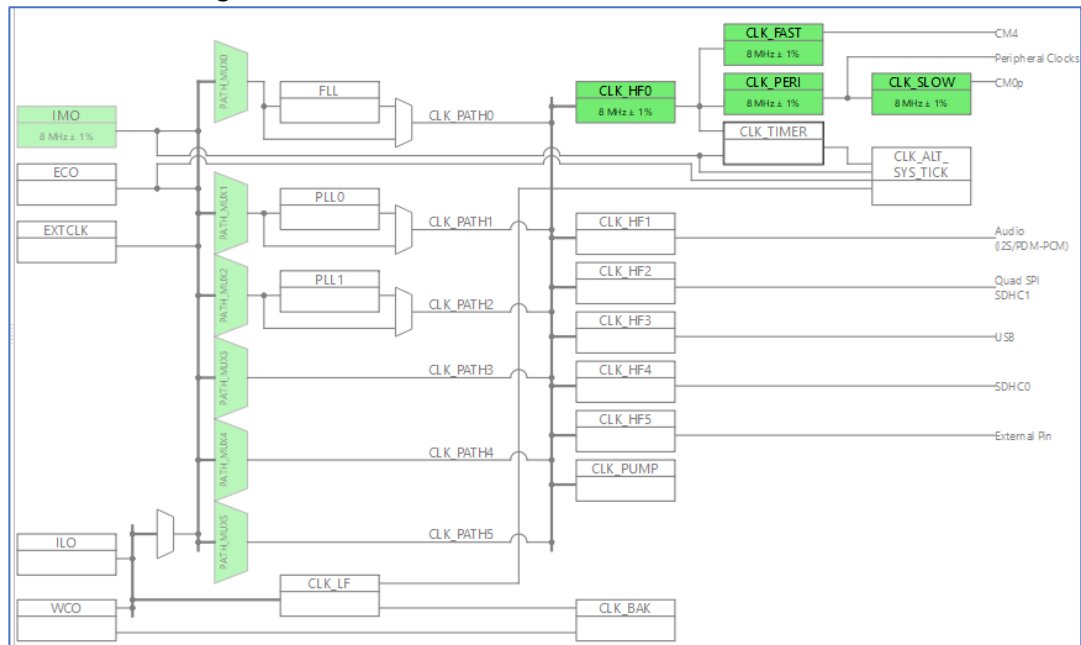 CLK_FAST
8 MHz ± 1%
CM4
Peripheral Clocks
PATH_MUX0
FLL
CLK_PATH0
CLK_HF0
8 MHz ± 1%
CLK_PERI
8 MHz ± 1%
CLK_SLOW
8 MHz ± 1%
CM0p
IMO
8 MHz ± 1%
CLK_TIMER
CLK_ALT_
SYS_TICK
ECO
EXTCLK
PATH_MUX1
PLL0
CLK_PATH1
CLK_HF1
Audio
(I2S/PDM-PCM)
PATH_MUX2
PLL1
CLK_PATH2
CLK_HF2
Quad SPI
SDHC1
CLK_HF3
USB
PATH_MUX3
CLK_PATH3
CLK_HF4
SDHC0
PATH_MUX4
CLK_PATH4
CLK_HF5
External Pin
CLK_PUMP
PATH_MUX5
CLK_PATH5
ILO
CLK_LF
WCO
CLK_BAK